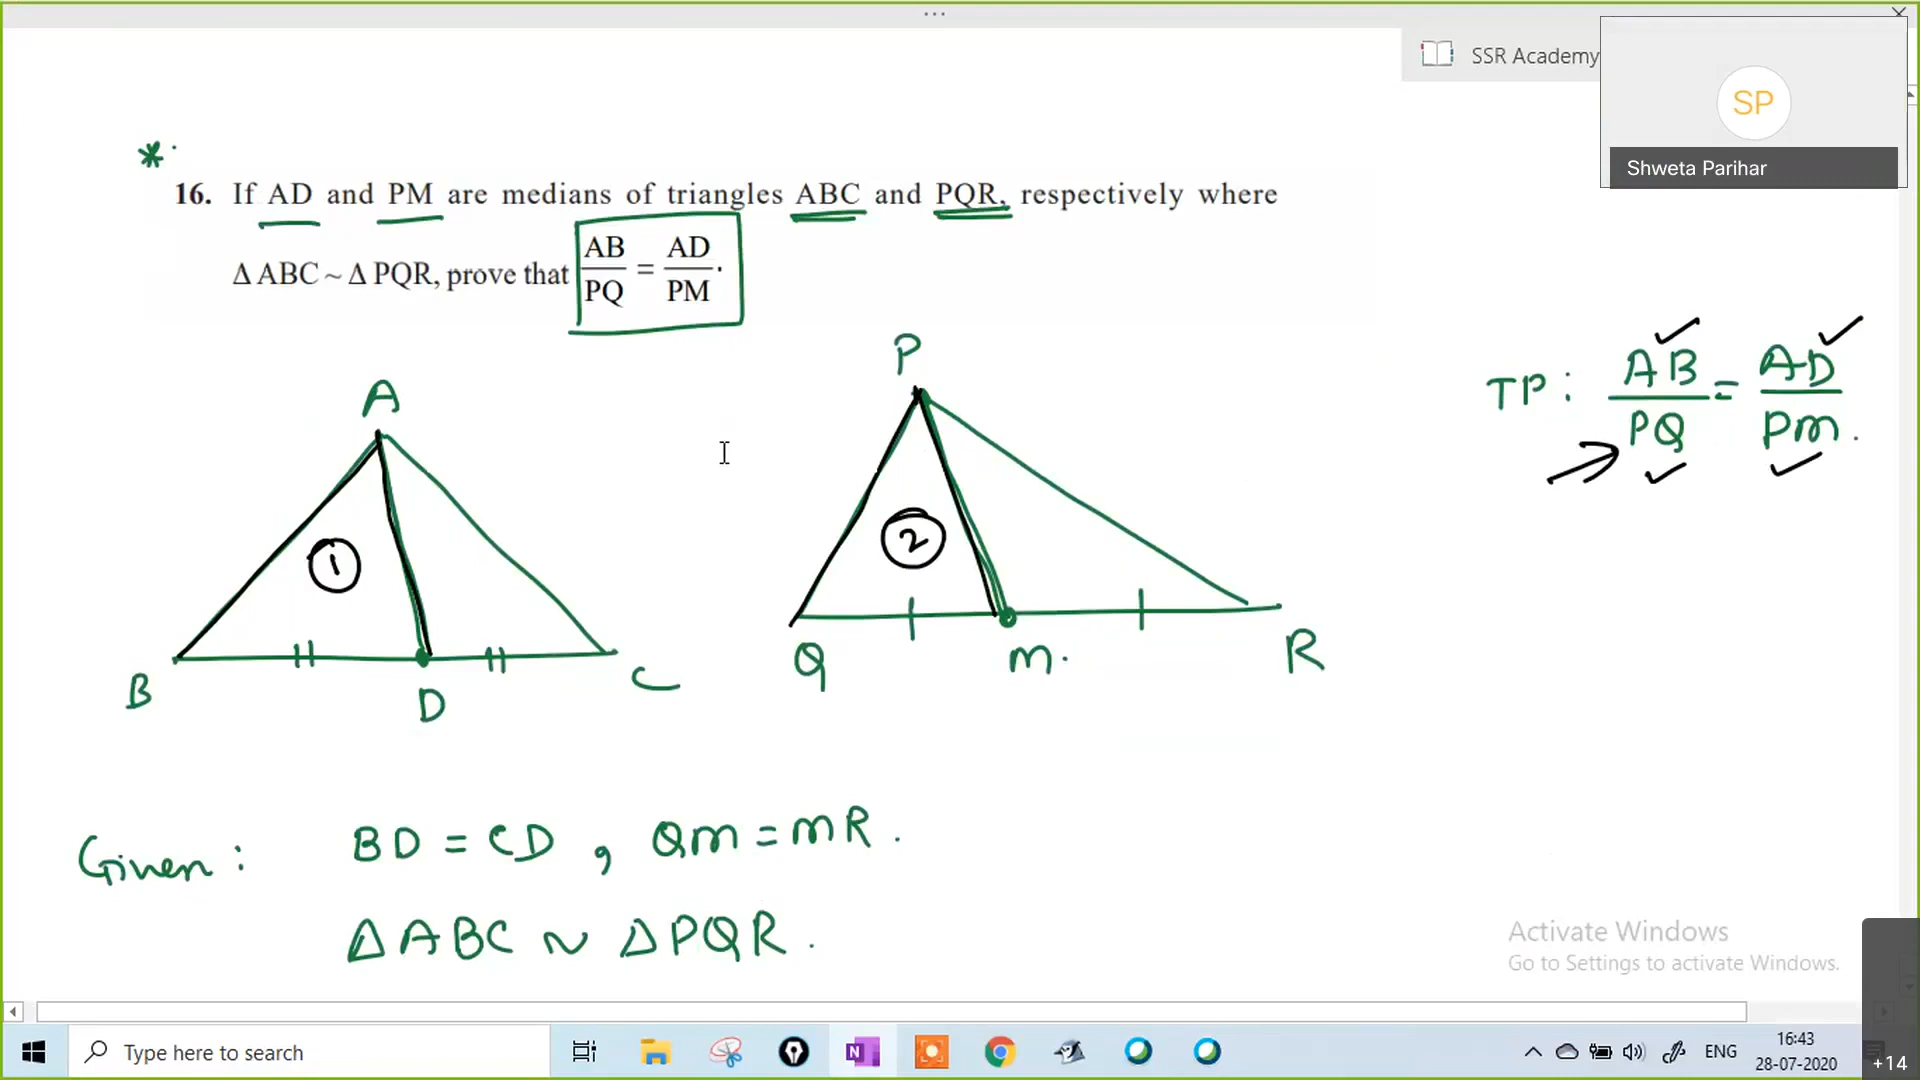 ...
SSR Academy
SP
Shweta Parihar
*
16. If AD and PM are medians of triangles ABC and PQR, respectively where
Δ ABC ~ Δ PQR, prove that AB/PQ = AD/PM.
TP : AB/PQ = AD/PM.
A
1
B
D
C
P
2
Q
M.
R
Given : BD = CD , QM = MR .
Δ ABC ~ Δ PQR .
Activate Windows
Go to Settings to activate Windows.
Type here to search
N
ENG
16:43
28-07-2020
+14